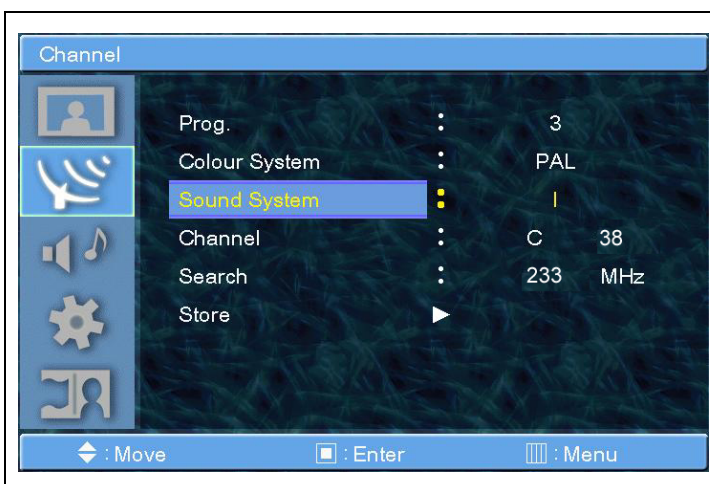 Channel
Prog. : 3
Colour System : PAL
Sound System : I
Channel : C 38
Search : 233 MHz
Store
: Move : Enter : Menu